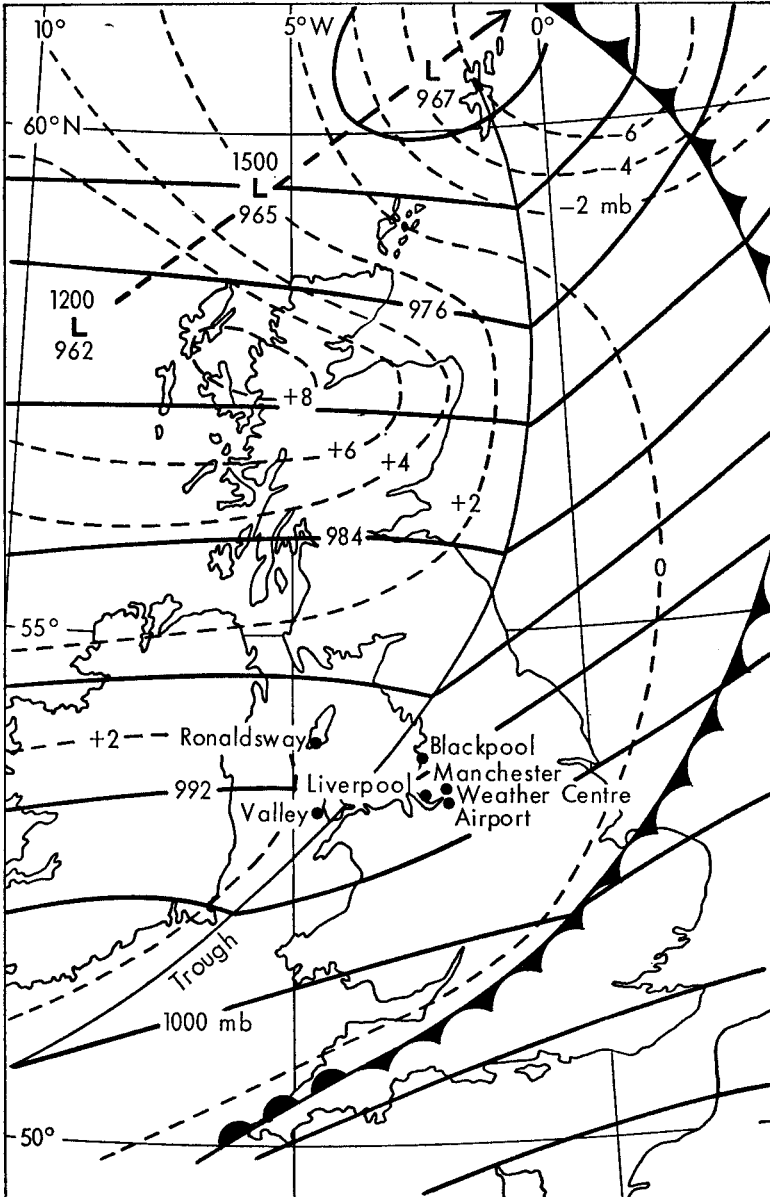 10°
5°W
0°
L
967
60°N
-6
1500
-4
L
-2 mb
965
976
1200
L
962
+8
+6
+4
+2
984
0
55°
+2
Ronaldsway
Blackpool
Manchester
992
Liverpool
Weather Centre
Valley
Airport
Trough
1000 mb
50°